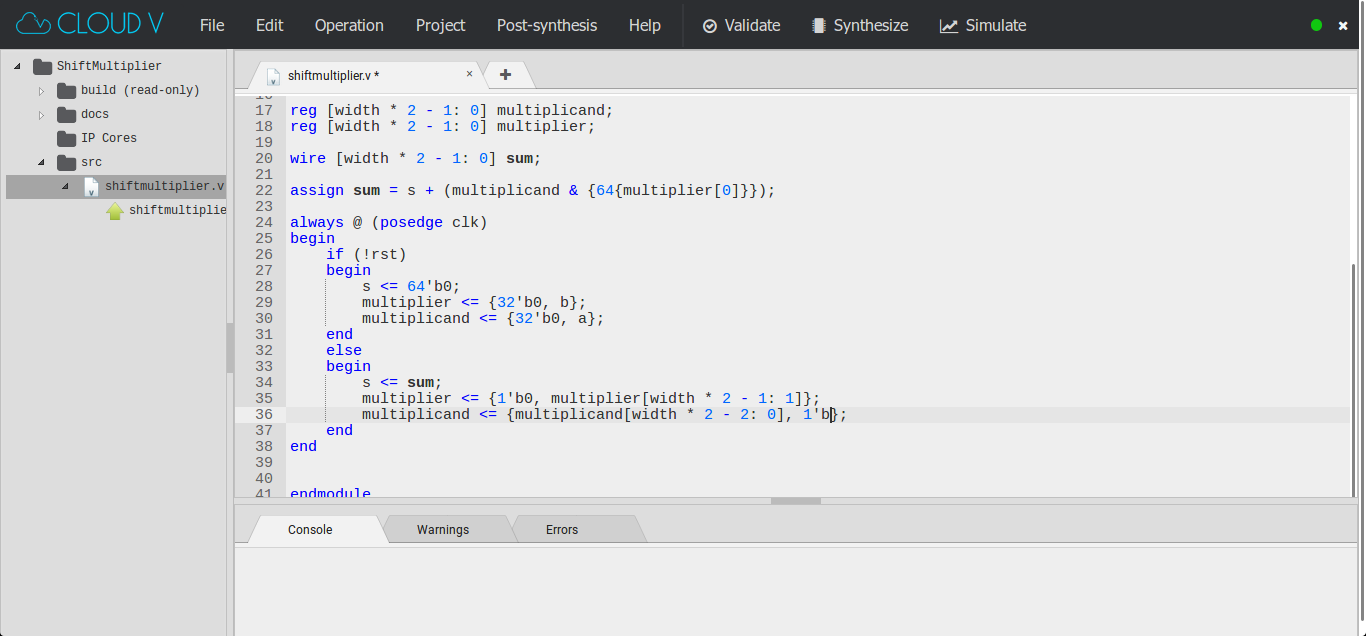 CLOUD V File Edit Operation Project Post-synthesis Help Validate Synthesize Simulate
ShiftMultiplier
build (read-only)
docs
IP Cores
src
shiftmultiplier.v
shiftmultiplie
shiftmultiplier.v * × +
16
17 reg [width * 2 - 1: 0] multiplicand;
18 reg [width * 2 - 1: 0] multiplier;
19
20 wire [width * 2 - 1: 0] sum;
21
22 assign sum = s + (multiplicand & {64{multiplier[0]}});
23
24 always @ (posedge clk)
25 begin
26 if (!rst)
27 begin
28 s <= 64'b0;
29 multiplier <= {32'b0, b};
30 multiplicand <= {32'b0, a};
31 end
32 else
33 begin
34 s <= sum;
35 multiplier <= {1'b0, multiplier[width * 2 - 1: 1]};
36 multiplicand <= {multiplicand[width * 2 - 2: 0], 1'b};
37 end
38 end
39
40
41 endmodule
Console Warnings Errors